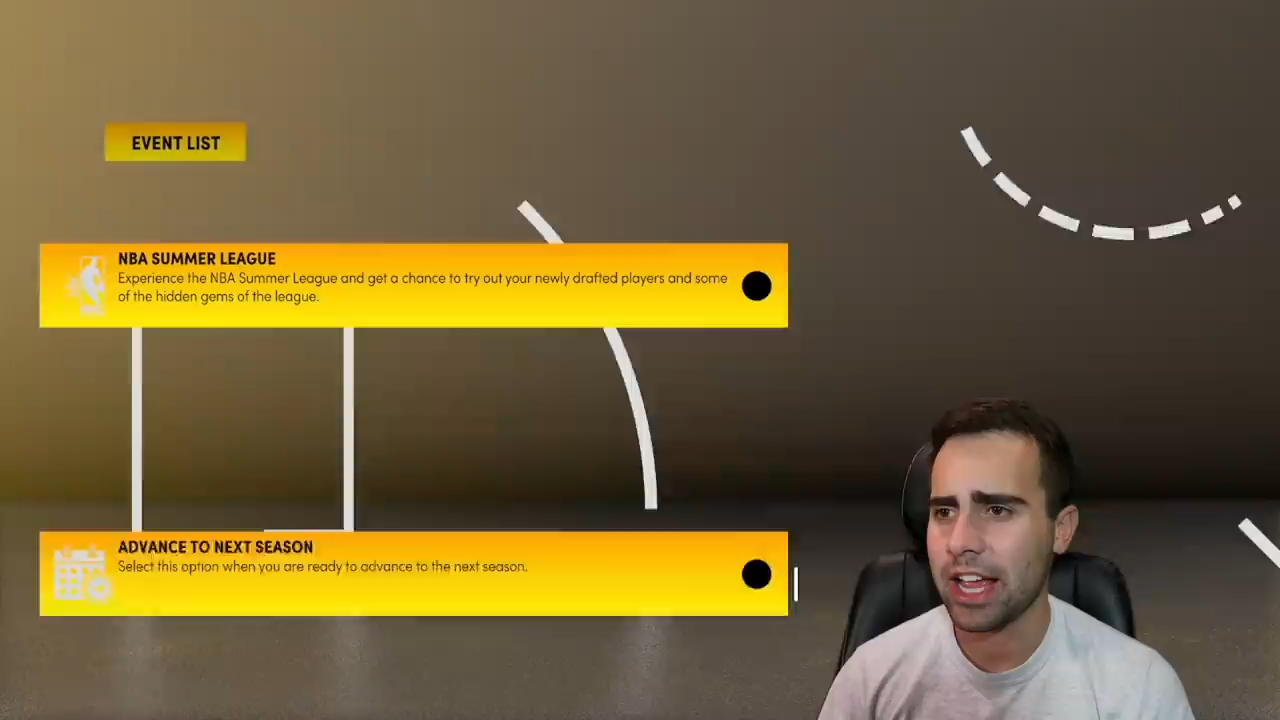 EVENT LIST
NBA SUMMER LEAGUE
Experience the NBA Summer League and get a chance to try out your newly drafted players and some
of the hidden gems of the league.
ADVANCE TO NEXT SEASON
Select this option when you are ready to advance to the next season.